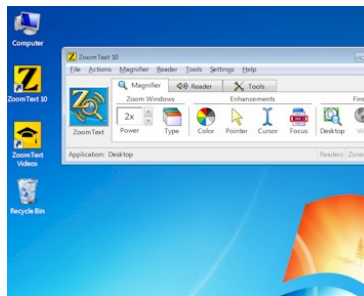 Computer
ZoomText 10
ZoomText
Videos
Recycle Bin
ZoomText 10
File Actions Magnifier Reader Tools Settings Help
Magnifier Reader Tools
Zoom Windows Enhancements
2x
ZoomText Power Type Color Pointer Cursor Focus Desktop
Application: Desktop Readers